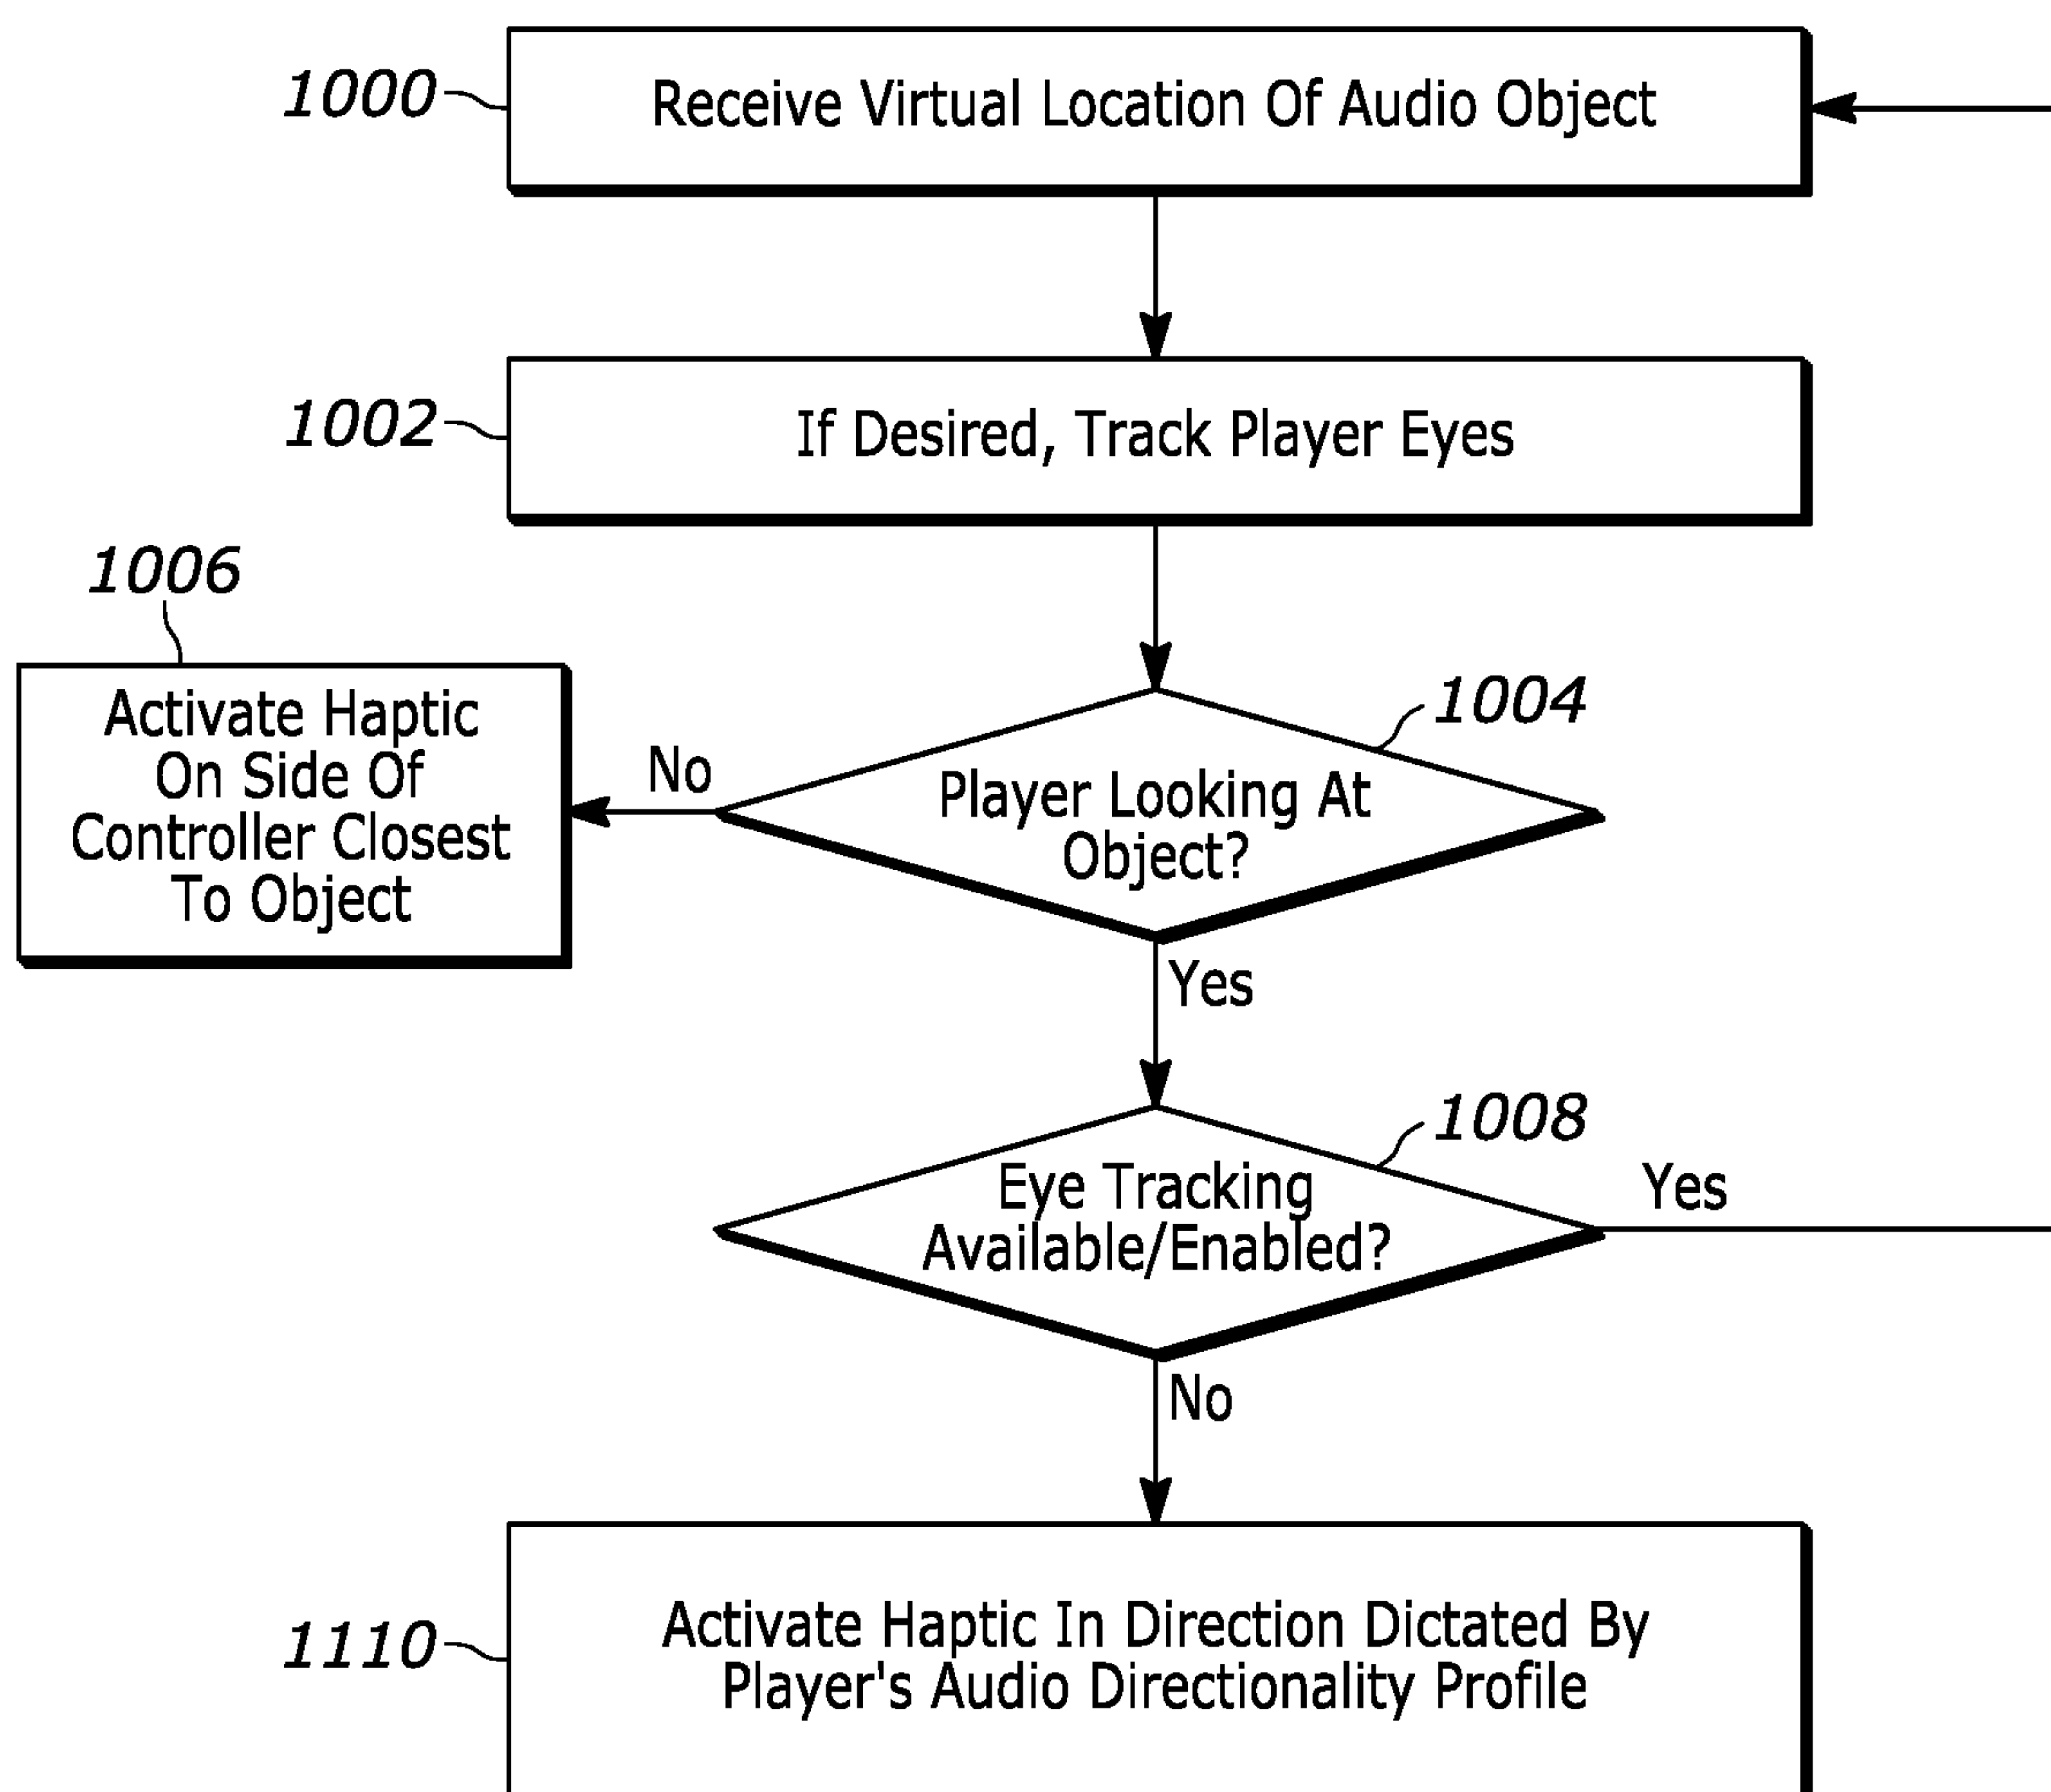 1000
Receive Virtual Location Of Audio Object
1002
If Desired, Track Player Eyes
1006
Activate Haptic
On Side Of
Controller Closest
To Object
No
1004
Player Looking At
Object?
Yes
1008
Eye Tracking
Available/Enabled?
Yes
No
1110
Activate Haptic In Direction Dictated By
Player's Audio Directionality Profile